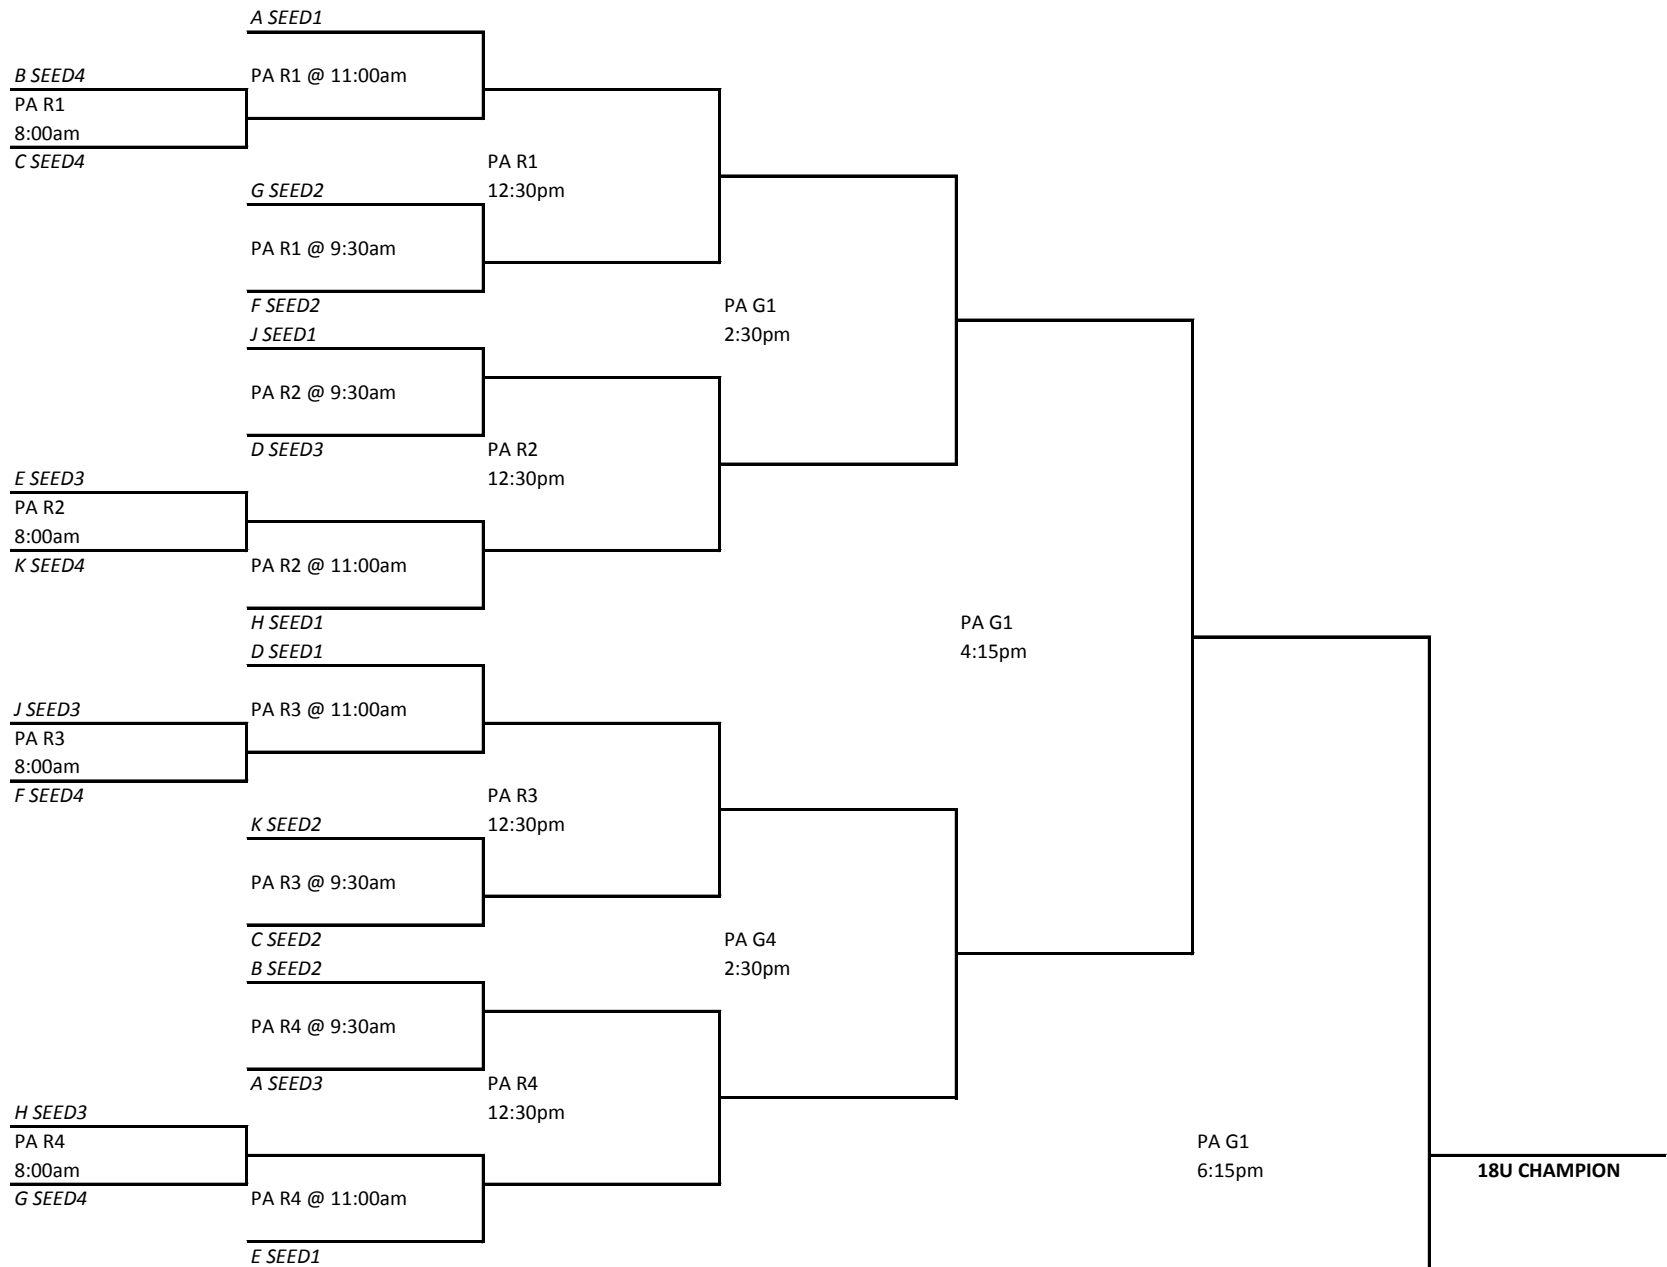 A SEED1
B SEED4
PA R1 @ 11:00am
PA R1
8:00am
C SEED4
PA R1
G SEED2
12:30pm
PA R1 @ 9:30am
F SEED2
PA G1
J SEED1
2:30pm
PA R2 @ 9:30am
D SEED3
PA R2
E SEED3
12:30pm
PA R2
8:00am
K SEED4
PA R2 @ 11:00am
H SEED1
PA G1
D SEED1
4:15pm
J SEED3
PA R3 @ 11:00am
PA R3
8:00am
F SEED4
PA R3
K SEED2
12:30pm
PA R3 @ 9:30am
C SEED2
PA G4
B SEED2
2:30pm
PA R4 @ 9:30am
A SEED3
PA R4
H SEED3
12:30pm
PA R4
PA G1
8:00am
6:15pm
18U CHAMPION
G SEED4
PA R4 @ 11:00am
E SEED1